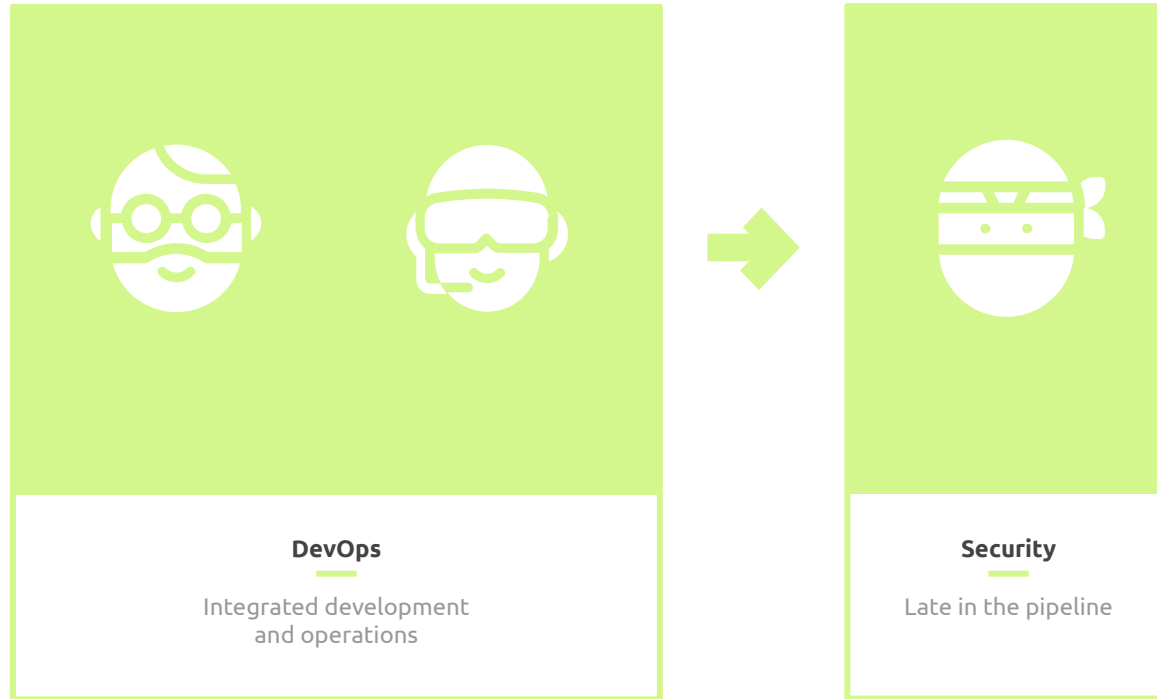 DevOps
Integrated development
and operations
Security
Late in the pipeline